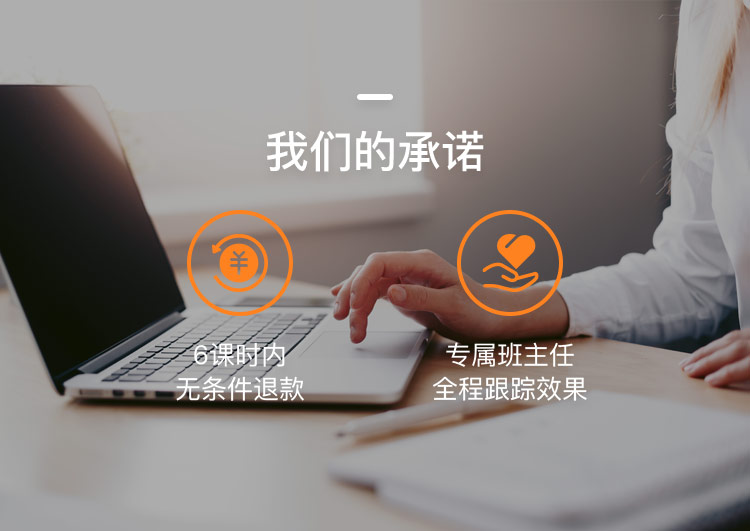 我们的承诺
¥
6课时内
无条件退款
专属班主任
全程跟踪效果